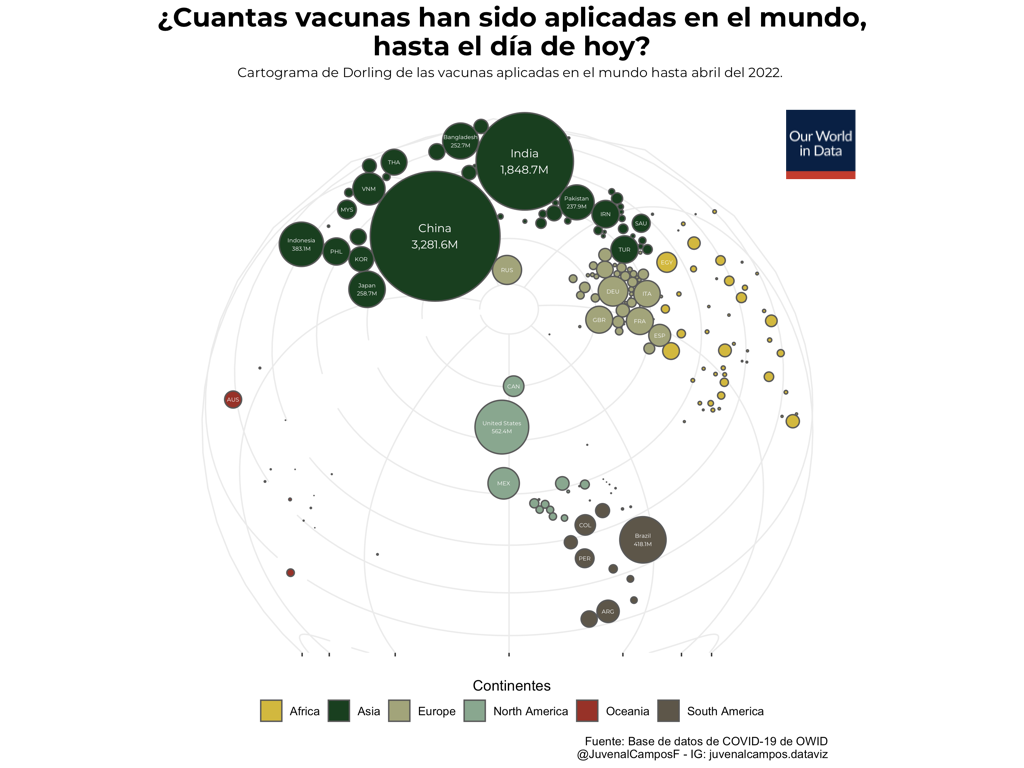 ¿Cuantas vacunas han sido aplicadas en el mundo,
hasta el día de hoy?
Cartograma de Dorling de las vacunas aplicadas en el mundo hasta abril del 2022.
Our World
in Data
Bangladesh
252.7M
India
1,848.7M
THA
VNM
MYS
China
3,281.6M
Pakistan
237.9M
IRN
SAU
Indonesia
383.1M
PHL
KOR
TUR
EGY
RUS
Japan
258.7M
DEU
ITA
GBR
FRA
ESP
CAN
AUS
United States
562.4M
MEX
COL
Brazil
418.1M
PER
ARG
Continentes
Africa
Asia
Europe
North America
Oceania
South America
Fuente: Base de datos de COVID-19 de OWID
@JuvenalCamposF - IG: juvenalcampos.dataviz